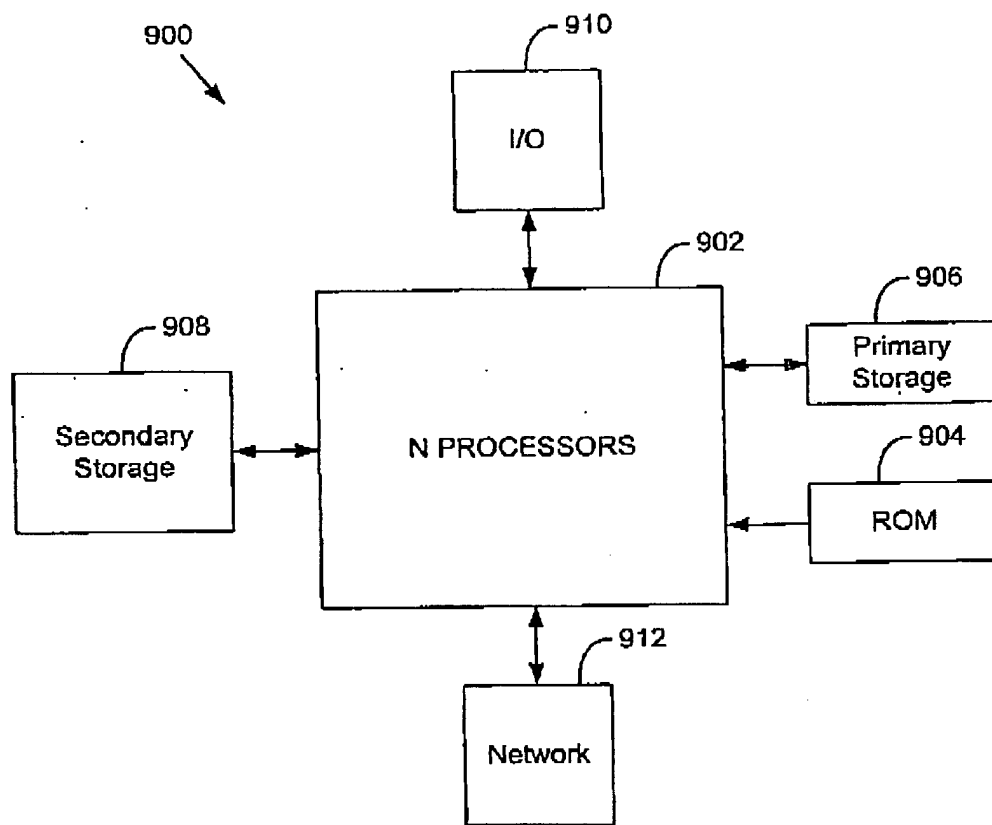 900
910
I/O
902
906
Primary
Storage
908
Secondary
Storage
N PROCESSORS
904
ROM
912
Network